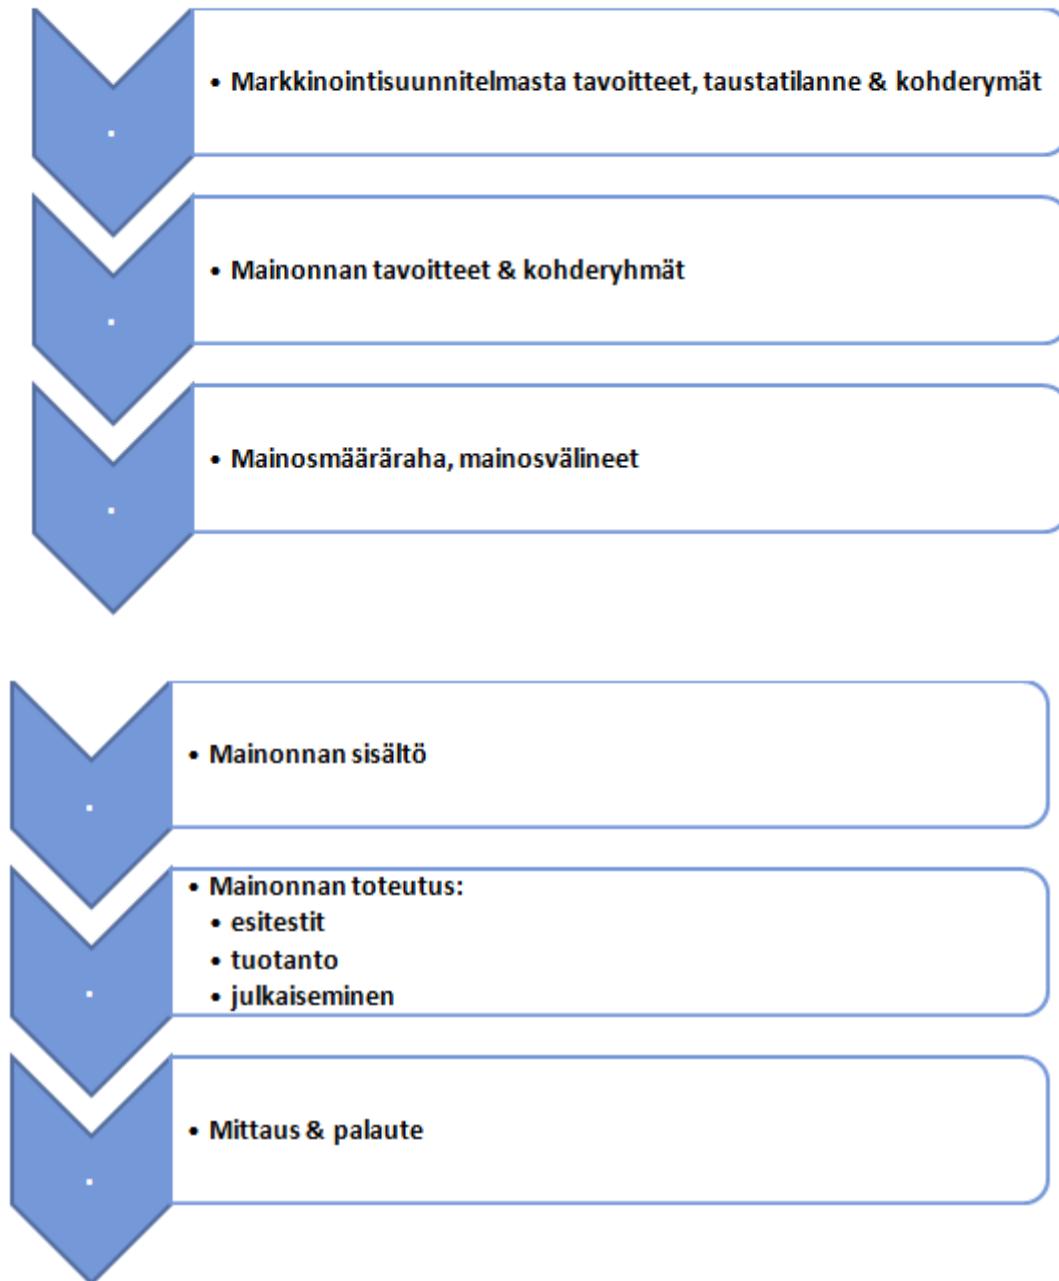 • Markkinointisuunnitelmasta tavoitteet, taustatilanne & kohderymät
• Mainonnan tavoitteet & kohderyhmät
• Mainosmääräraha, mainosvälineet
• Mainonnan sisältö
• Mainonnan toteutus:
• esitestit
• tuotanto
• julkaiseminen
• Mittaus & palaute